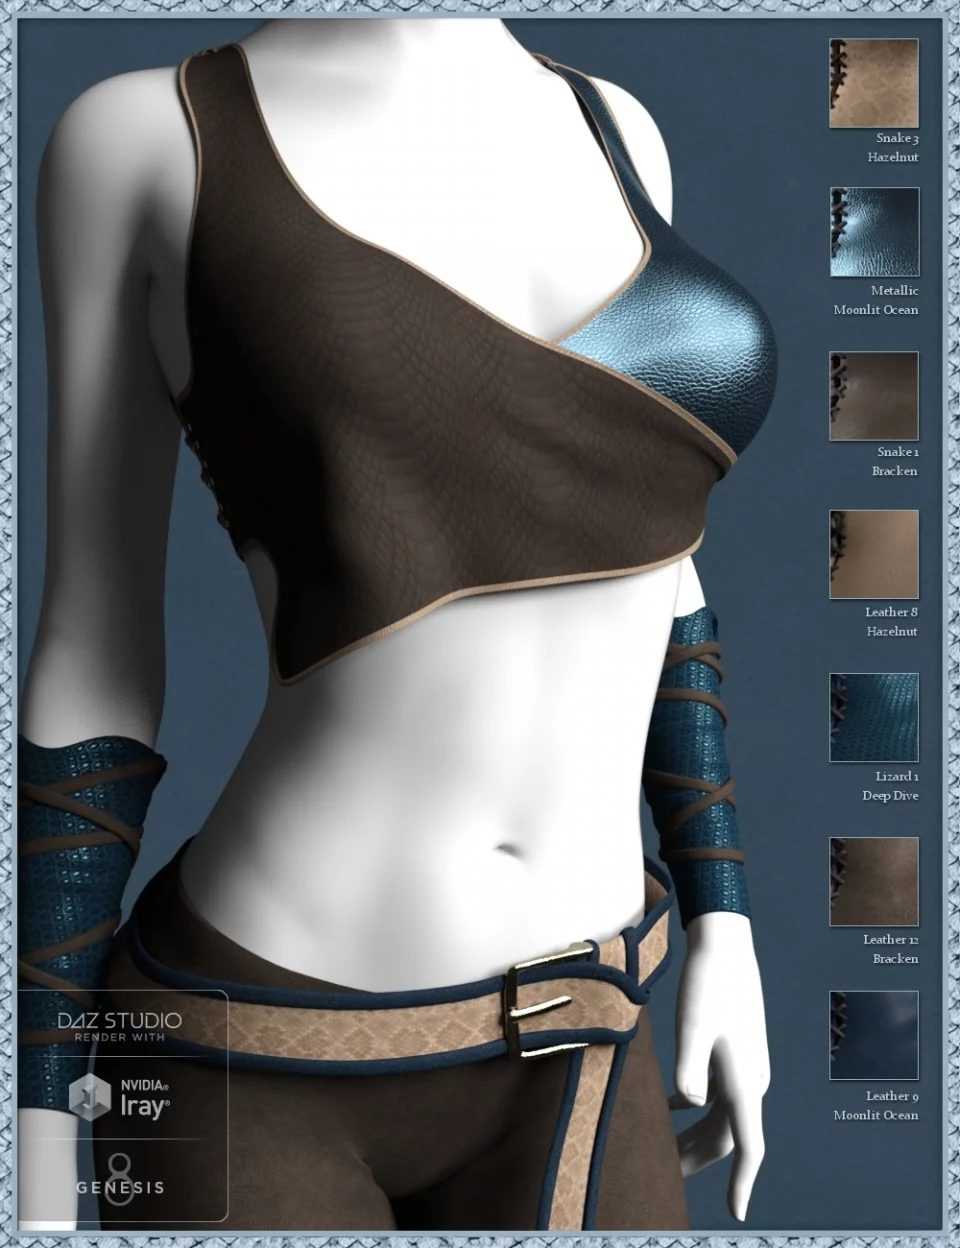 Snake 3
Hazelnut
Metallic
Moonlit Ocean
Snake 1
Bracken
Leather 8
Hazelnut
Lizard 1
Deep Dive
Leather 12
Bracken
Leather 9
Moonlit Ocean
DAZ STUDIO
RENDER WITH
NVIDIA®
Iray®
8
GENESIS